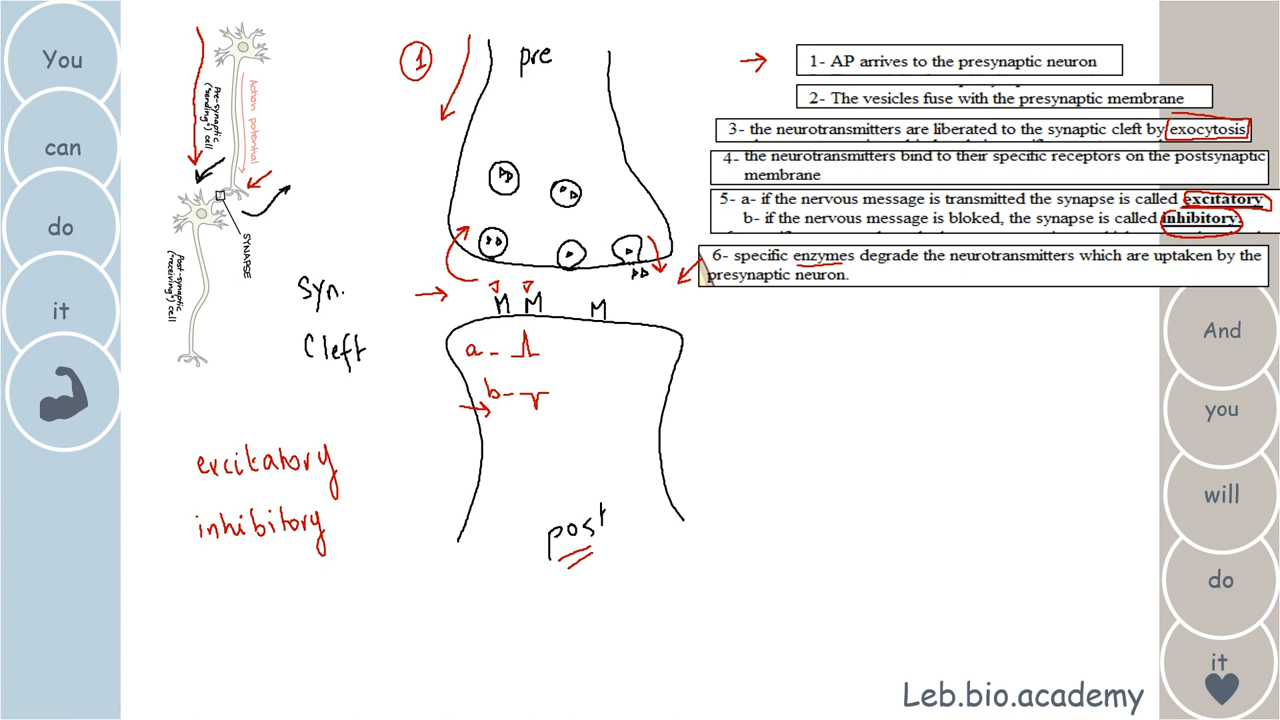 You
can
do
it
Action potential
Pre-synaptic
("sending") cell
SYNAPSE
Post-synaptic
("receiving") cell
1
pre
Syn.
Cleft
a -
b -
excitatory
inhibitory
post
1- AP arrives to the presynaptic neuron
2- The vesicles fuse with the presynaptic membrane
3- the neurotransmitters are liberated to the synaptic cleft by exocytosis
4- the neurotransmitters bind to their specific receptors on the postsynaptic
membrane
5- a- if the nervous message is transmitted the synapse is called excitatory
b- if the nervous message is bloked, the synapse is called inhibitory.
6- specific enzymes degrade the neurotransmitters which are uptaken by the
presynaptic neuron.
And
you
will
do
it
Leb.bio.academy